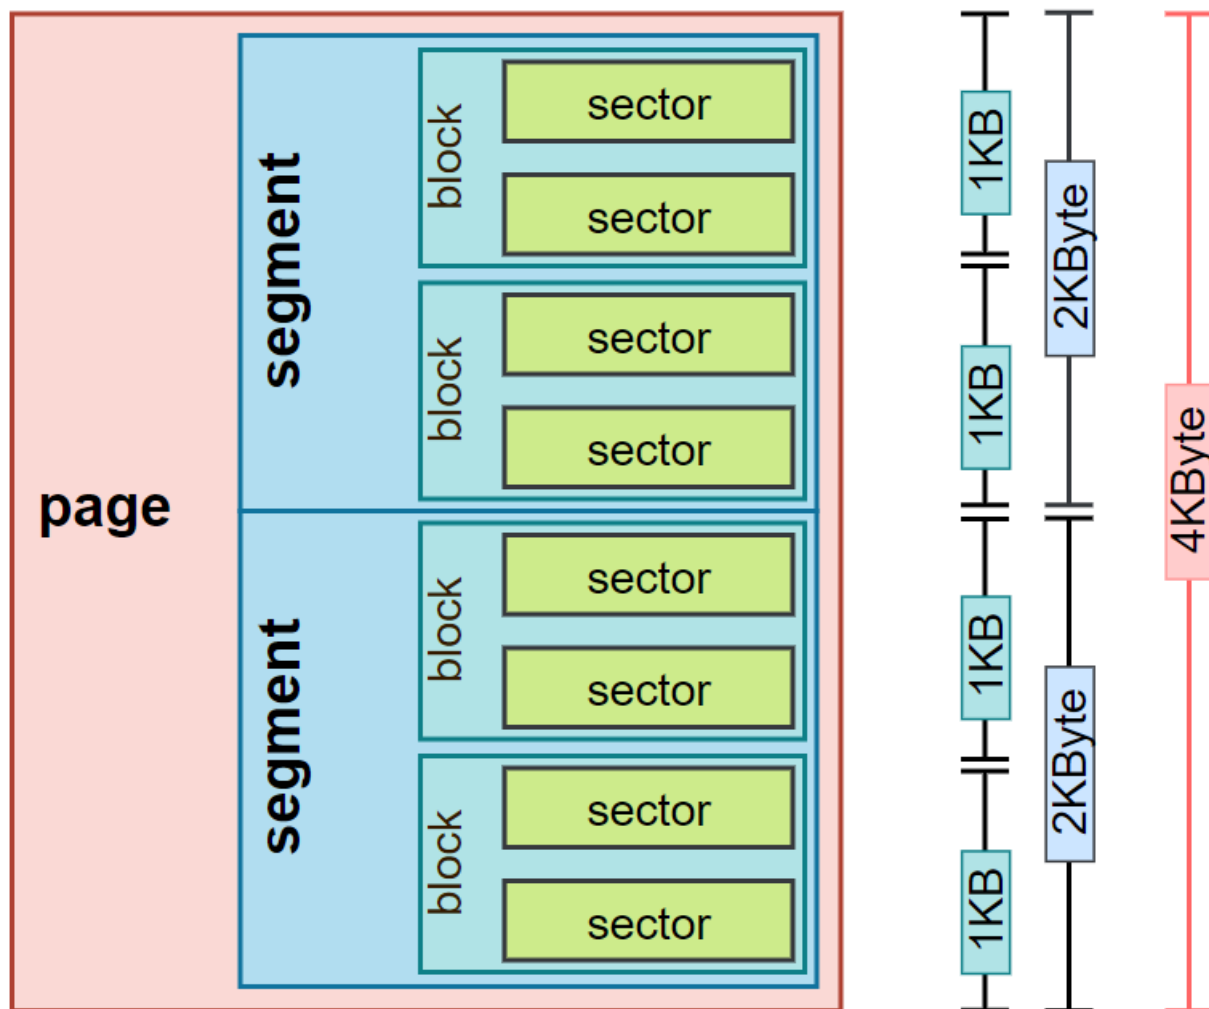 page
segment
block
sector
sector
block
sector
sector
segment
block
sector
sector
block
sector
sector
1KB
1KB
1KB
1KB
2KByte
2KByte
4KByte